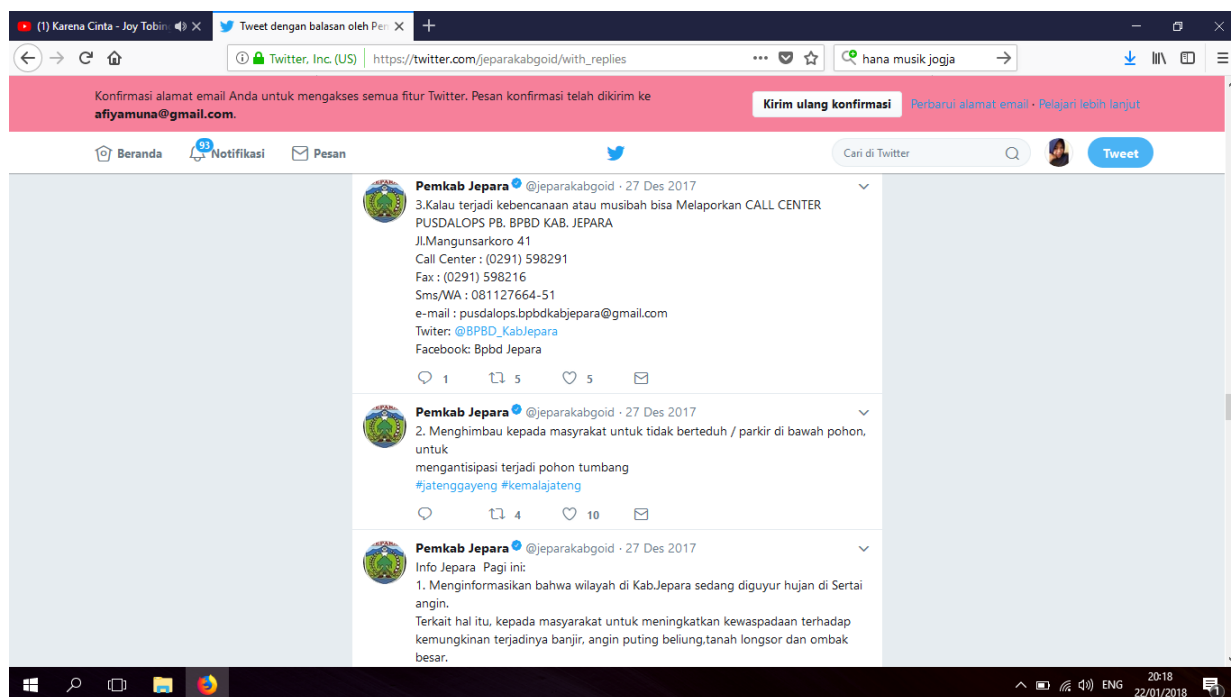 (1) Karena Cinta - Joy Tobing
Tweet dengan balasan oleh Pem
Twitter, Inc. (US) https://twitter.com/jeparakabgoid/with_replies
hana musik jogja
Konfirmasi alamat email Anda untuk mengakses semua fitur Twitter. Pesan konfirmasi telah dikirim ke
afiyamuna@gmail.com.
Kirim ulang konfirmasi
Perbarui alamat email · Pelajari lebih lanjut
Beranda
93
Notifikasi
Pesan
Cari di Twitter
Tweet
Pemkab Jepara @jeparakabgoid · 27 Des 2017
3.Kalau terjadi kebencanaan atau musibah bisa Melaporkan CALL CENTER
PUSDALOPS PB. BPBD KAB. JEPARA
Jl.Mangunsarkoro 41
Call Center : (0291) 598291
Fax : (0291) 598216
Sms/WA : 081127664-51
e-mail : pusdalops.bpbdkabjepara@gmail.com
Twiter: @BPBD_KabJepara
Facebook: Bpbd Jepara
1 5 5
Pemkab Jepara @jeparakabgoid · 27 Des 2017
2. Menghimbau kepada masyrakat untuk tidak berteduh / parkir di bawah pohon,
untuk
mengantisipasi terjadi pohon tumbang
#jatenggayeng #kemalajateng
4 10
Pemkab Jepara @jeparakabgoid · 27 Des 2017
Info Jepara Pagi ini:
1. Menginformasikan bahwa wilayah di Kab.Jepara sedang diguyur hujan di Sertai
angin.
Terkait hal itu, kepada masyarakat untuk meningkatkan kewaspadaan terhadap
kemungkinan terjadinya banjir, angin puting beliung,tanah longsor dan ombak
besar.
ENG
20:18
22/01/2018